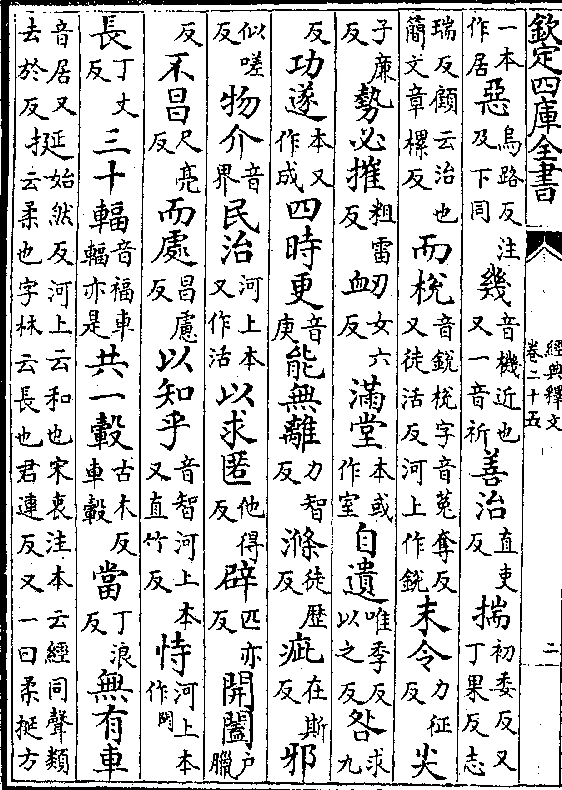 欽定四庫全書
經典釋文
卷二十五
二
一本作居惡烏路反注及下同幾音機近也又一音祈善治直吏反揣初委反又丁果反志
瑞反顧云治也簡文章樸反而梲音銳梲字音菟奪反又徒活反河上作銳末令力征反尖
子廉反勢必摧粗雷反衂女六反滿堂本或作室自遺唯季反以之反咎求九
反功遂本又作成四時更音庚能無離力智反滌徒歷反疵在斯反邪
似嗟反物介音界民治河上本又作活以求匿他得反辟匹亦反開闔戶臘
反不昌尺亮反而處昌慮反以知乎音智河上本又直竹反恃河上本作
長丁丈反三十輻音福車輻亦是共一轂古木反車轂當丁浪反無有車
音居又去於反挻始然反河上云和也宋衷注本云經同聲類云柔也字林云長也君連反又一曰柔挻方